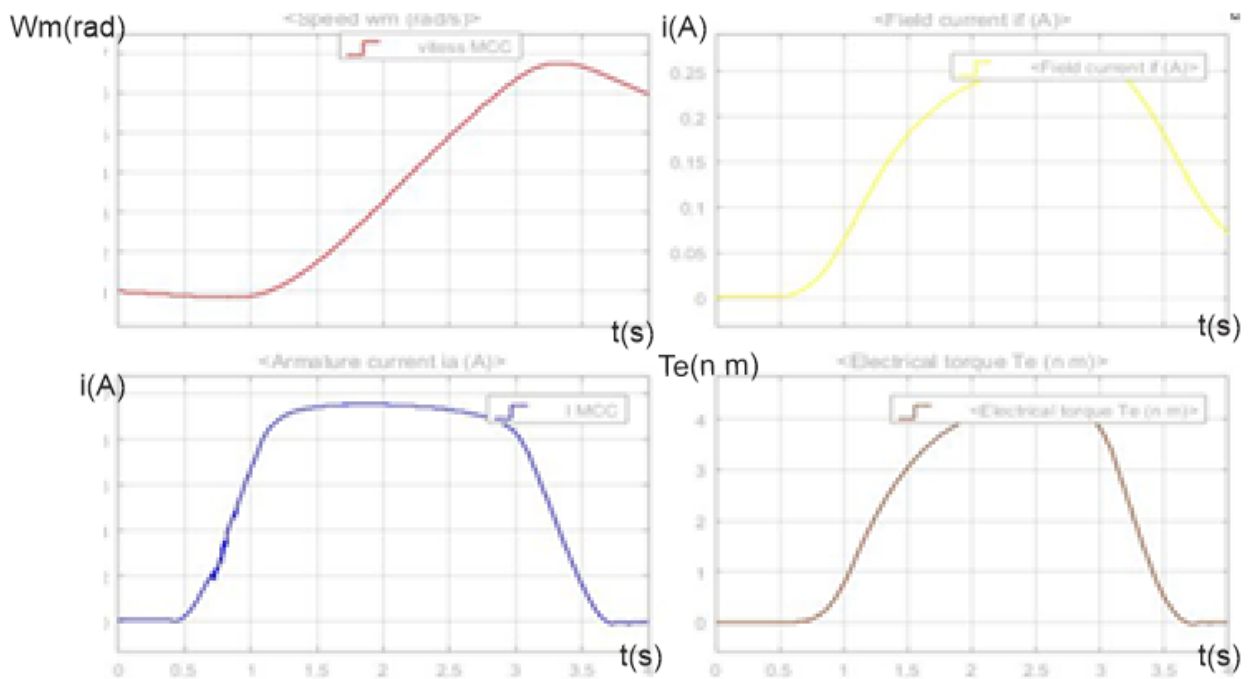 Wm(rad)
<Speed wm (rad/s)>
vitess MCC
i(A)
<Field current if (A)>
<Field current if (A)>
0.25
0.2
0.15
0.1
0.05
0
t(s)
t(s)
i(A)
<Armature current ia (A)>
I MCC
0 0.5 1 1.5 2 2.5 3 3.5
t(s)
Te(n m)
<Electrical torque Te (n m)>
<Electrical torque Te (n m)>
4
3
2
1
0
0 0.5 1 1.5 2 2.5 3 3.5
t(s)